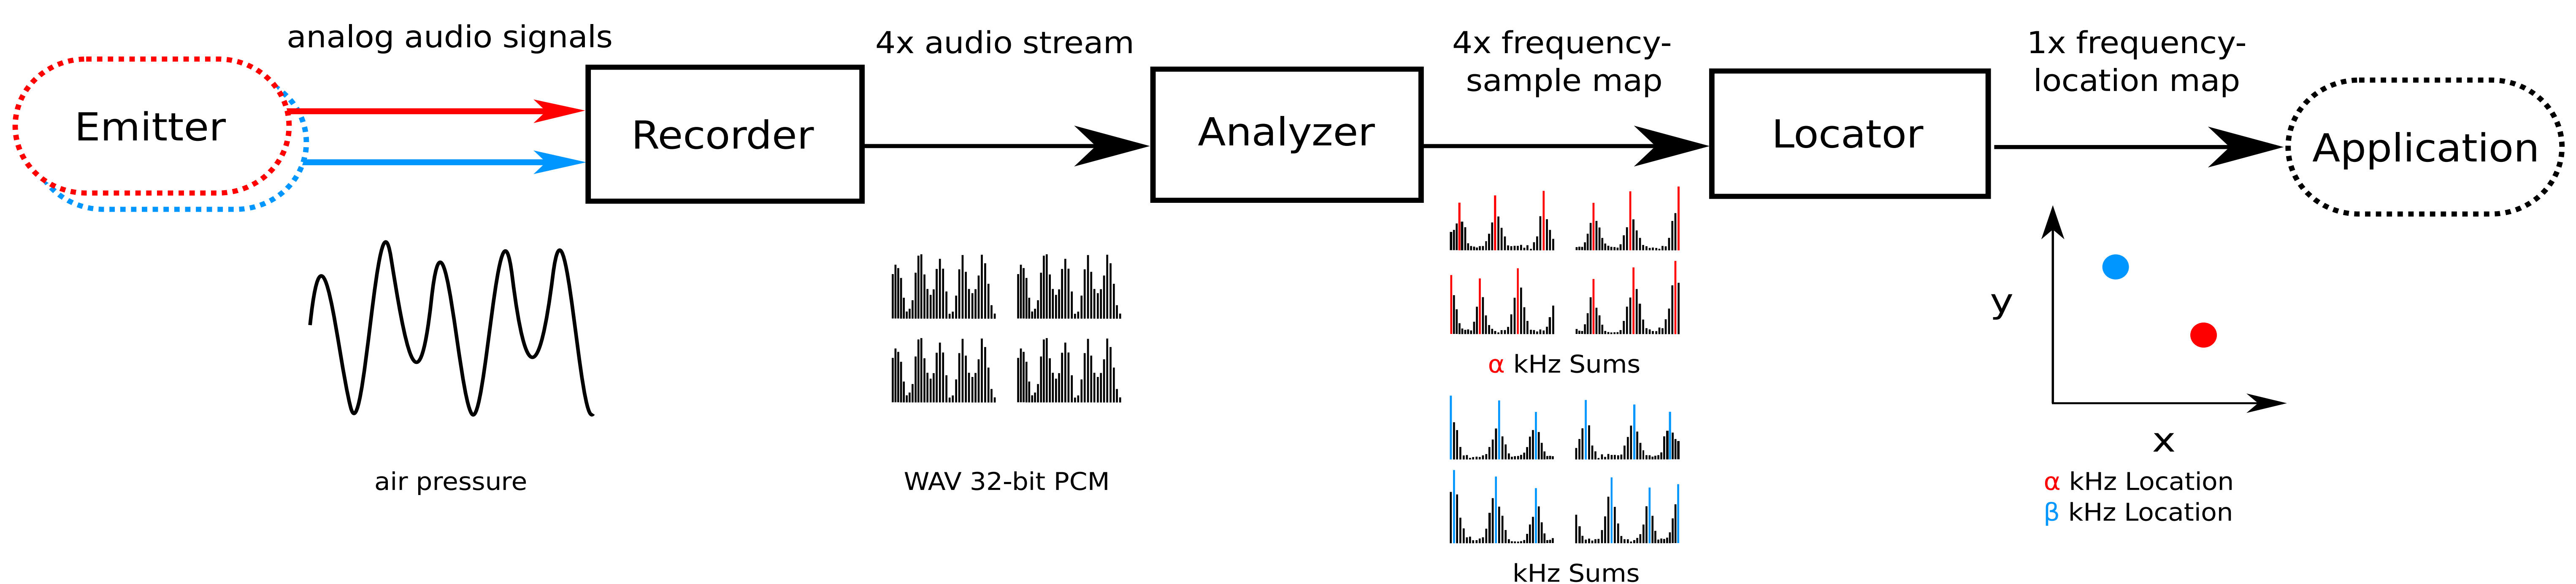 analog audio signals
4x audio stream
4x frequency-
sample map
1x frequency-
location map
Emitter
Recorder
Analyzer
Locator
Application
air pressure
WAV 32-bit PCM
α kHz Sums
kHz Sums
y
x
α kHz Location
β kHz Location